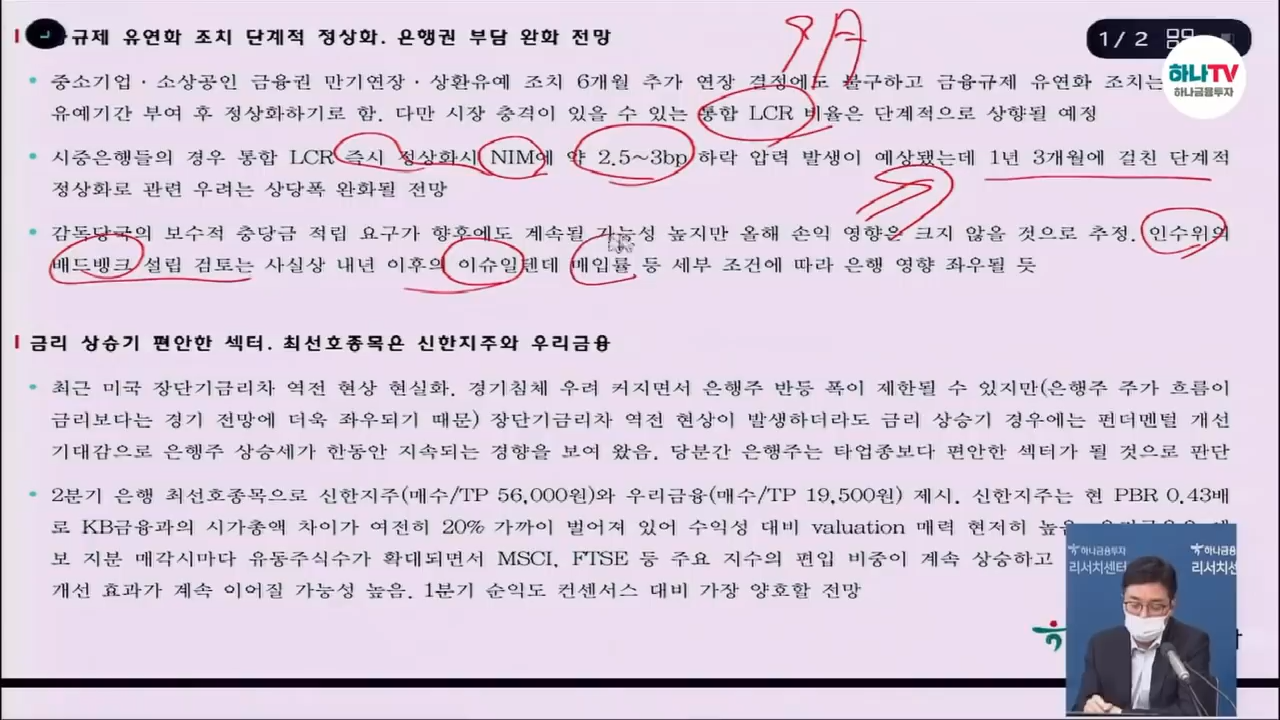 규제 유연화 조치 단계적 정상화. 은행권 부담 완화 전망
1 / 2
하나TV
하나금융투자
• 중소기업 · 소상공인 금융권 만기연장 · 상환유예 조치 6개월 추가 연장 결정에도 불구하고 금융규제 유연화 조치는
유예기간 부여 후 정상화하기로 함. 다만 시장 충격이 있을 수 있는 통합 LCR 비율은 단계적으로 상향될 예정
• 시중은행들의 경우 통합 LCR 즉시 정상화시 NIM에 약 2.5~3bp 하락 압력 발생이 예상됐는데 1년 3개월에 걸친 단계적
정상화로 관련 우려는 상당폭 완화될 전망
• 감독당국의 보수적 충당금 적립 요구가 향후에도 계속될 가능성 높지만 올해 손익 영향은 크지 않을 것으로 추정. 인수위의
배드뱅크 설립 검토는 사실상 내년 이후의 이슈일텐데 매입률 등 세부 조건에 따라 은행 영향 좌우될 듯
금리 상승기 편안한 섹터. 최선호종목은 신한지주와 우리금융
• 최근 미국 장단기금리차 역전 현상 현실화. 경기침체 우려 커지면서 은행주 반등 폭이 제한될 수 있지만(은행주 주가 흐름이
금리보다는 경기 전망에 더욱 좌우되기 때문) 장단기금리차 역전 현상이 발생하더라도 금리 상승기 경우에는 펀더멘털 개선
기대감으로 은행주 상승세가 한동안 지속되는 경향을 보여 왔음. 당분간 은행주는 타업종보다 편안한 섹터가 될 것으로 판단
• 2분기 은행 최선호종목으로 신한지주(매수/TP 56,000원)와 우리금융(매수/TP 19,500원) 제시. 신한지주는 현 PBR 0.43배
로 KB금융과의 시가총액 차이가 여전히 20% 가까이 벌어져 있어 수익성 대비 valuation 매력 현저히 높음.
보 지분 매각시마다 유동주식수가 확대되면서 MSCI, FTSE 등 주요 지수의 편입 비중이 계속 상승하고
개선 효과가 계속 이어질 가능성 높음. 1분기 순익도 컨센서스 대비 가장 양호할 전망
하나금융투자
리서치센터
하나금융
리서치센